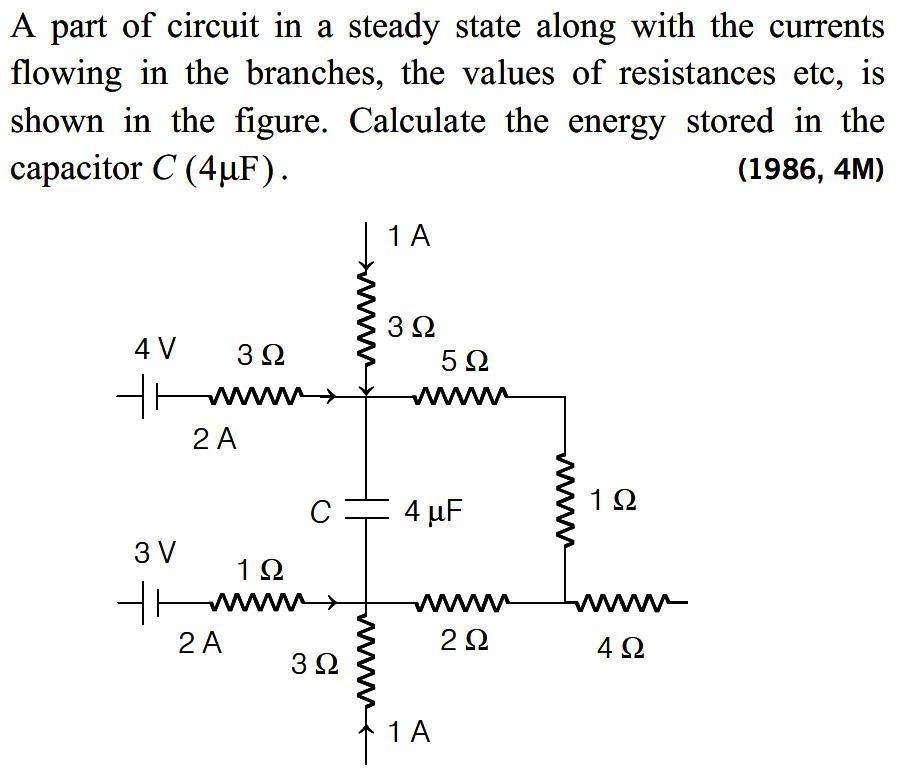 A part of circuit in a steady state along with the currents
flowing in the branches, the values of resistances etc, is
shown in the figure. Calculate the energy stored in the
capacitor C (4μF). (1986, 4M)
1 A
3 Ω
4 V 3 Ω 5 Ω
2 A
C 4 μF 1 Ω
3 V 1 Ω
2 A 3 Ω 2 Ω 4 Ω
1 A